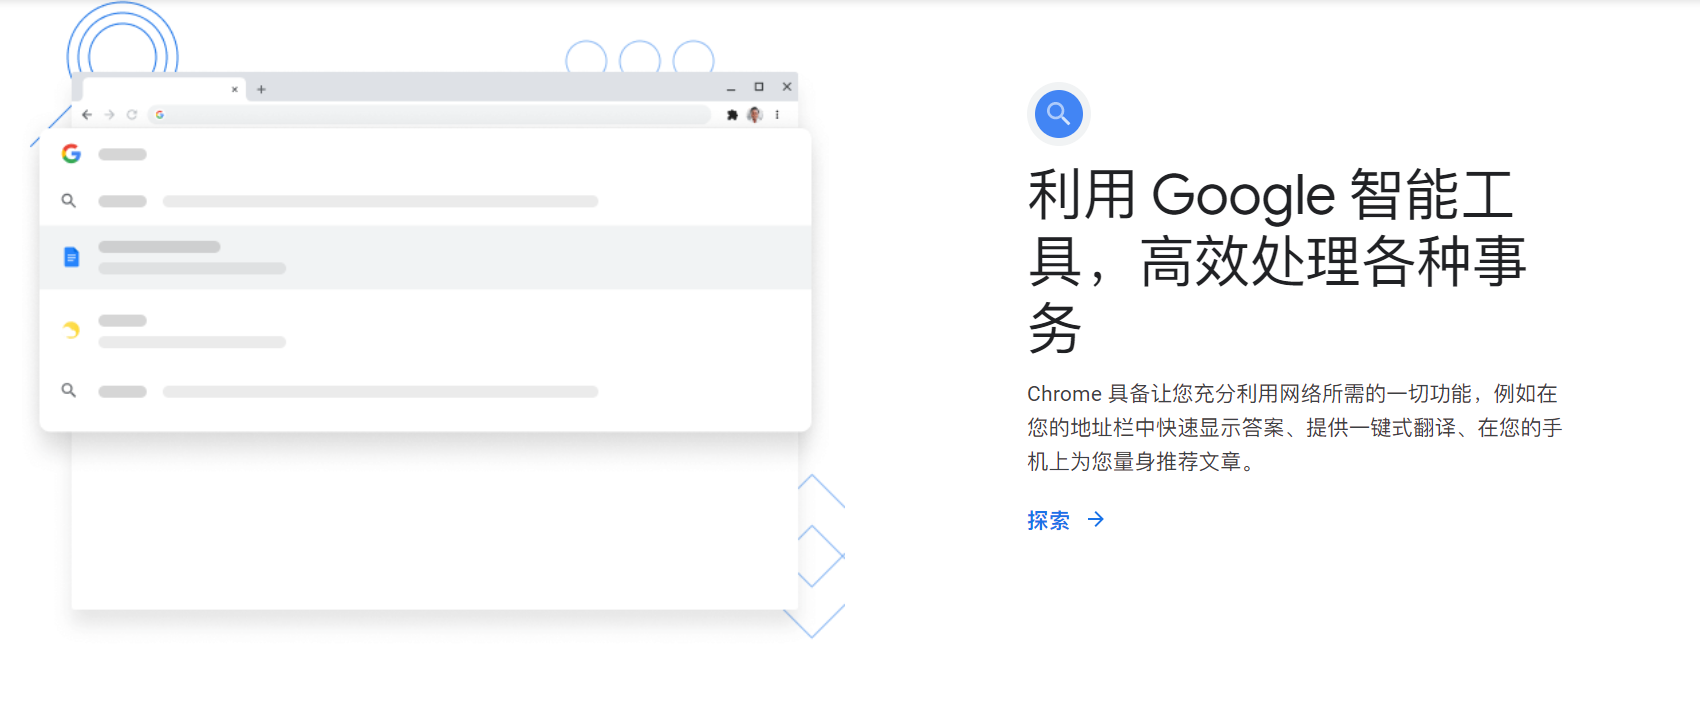 利用 Google 智能工
具，高效处理各种事
务
Chrome 具备让您充分利用网络所需的一切功能，例如在
您的地址栏中快速显示答案、提供一键式翻译、在您的手
机上为您量身推荐文章。
探索 →